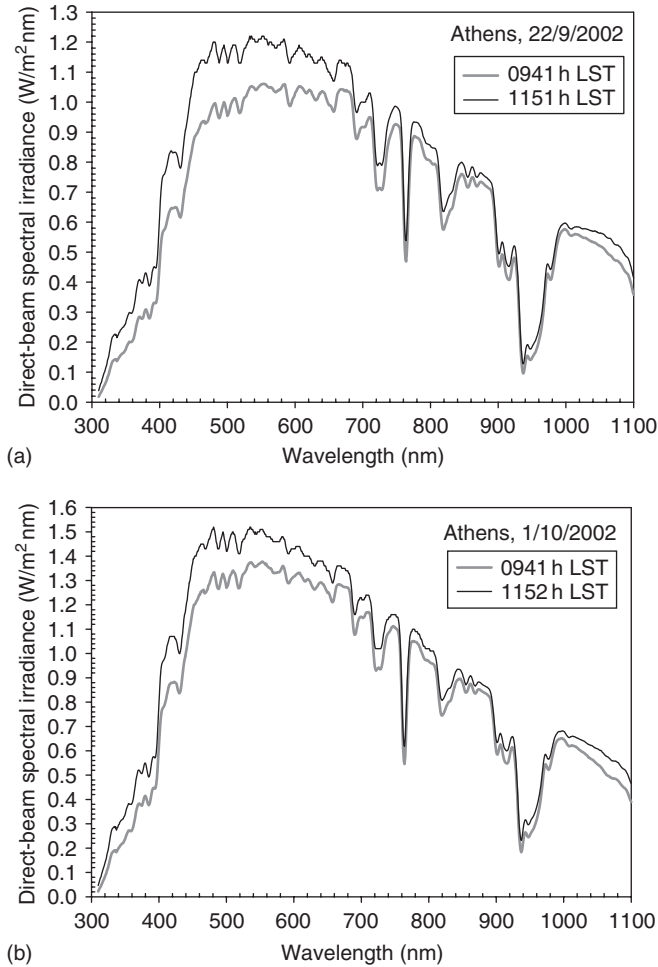 Direct-beam spectral irradiance (W/m² nm)
1.3
1.2
1.1
1.0
0.9
0.8
0.7
0.6
0.5
0.4
0.3
0.2
0.1
0.0
Athens, 22/9/2002
0941 h LST
1151 h LST
300 400 500 600 700 800 900 1000 1100
(a) Wavelength (nm)
Direct-beam spectral irradiance (W/m² nm)
1.6
1.5
1.4
1.3
1.2
1.1
1.0
0.9
0.8
0.7
0.6
0.5
0.4
0.3
0.2
0.1
0.0
Athens, 1/10/2002
0941 h LST
1152 h LST
300 400 500 600 700 800 900 1000 1100
(b) Wavelength (nm)